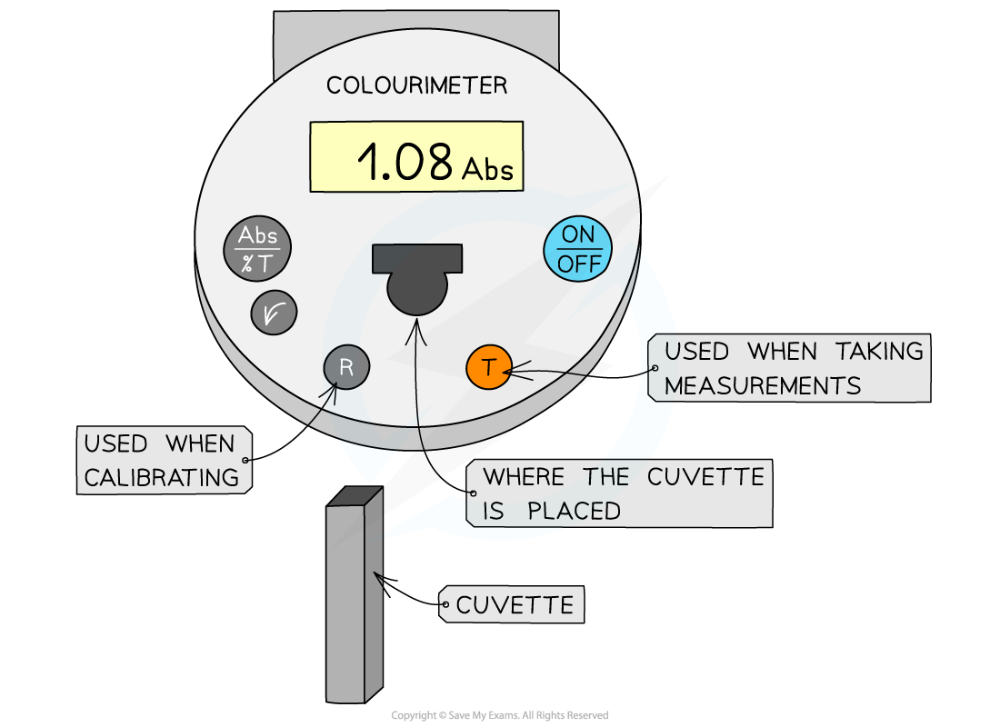 COLOURIMETER
1.08 Abs
Abs
%T
ON
OFF
R
T
USED WHEN TAKING
MEASUREMENTS
USED WHEN
CALIBRATING
WHERE THE CUVETTE
IS PLACED
CUVETTE
Copyright © Save My Exams. All Rights Reserved